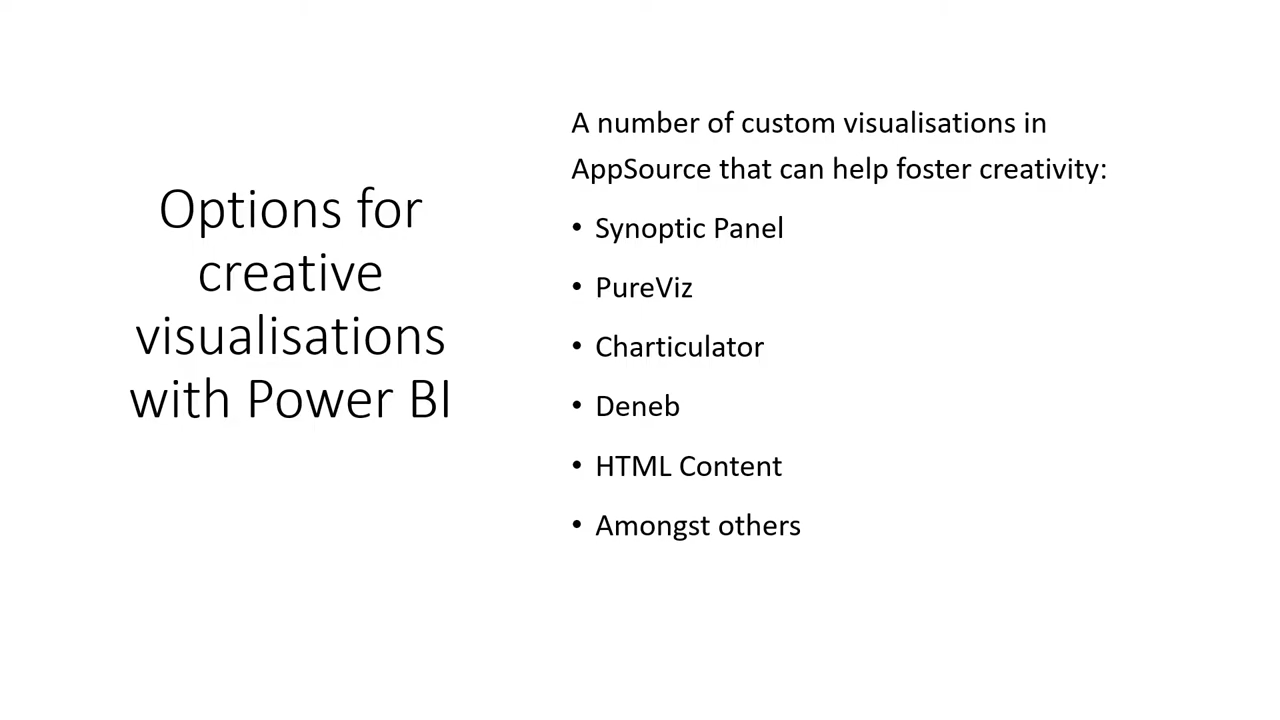 Options for
creative
visualisations
with Power BI
A number of custom visualisations in
AppSource that can help foster creativity:
• Synoptic Panel
• PureViz
• Charticulator
• Deneb
• HTML Content
• Amongst others